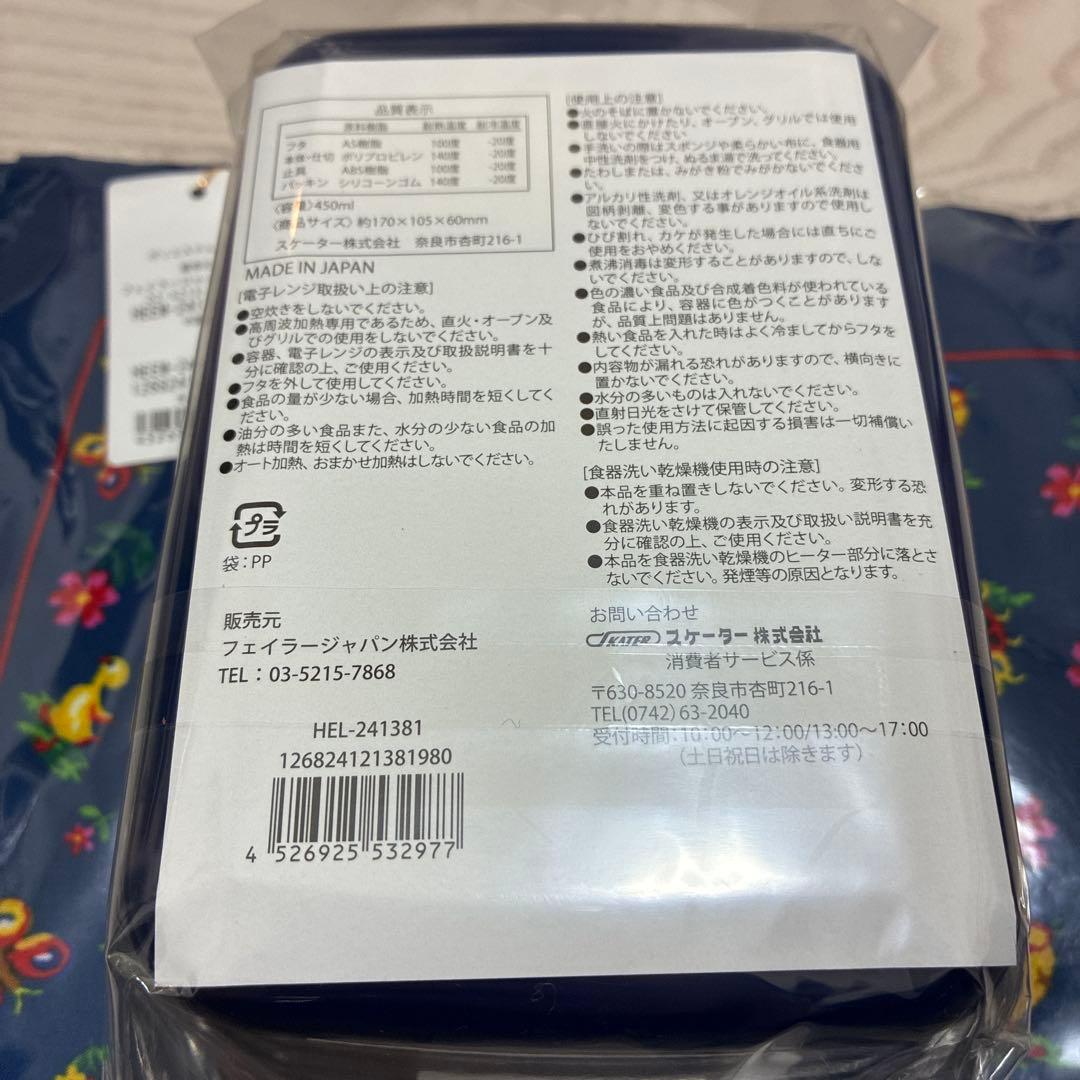 品質表示
原料樹脂 耐熱温度 耐冷温度
フタ AS樹脂 100度 -20度
本体・仕切 ポリプロピレン 140度 -20度
止具 ABS樹脂 100度 -20度
パッキン シリコーンゴム 140度 -20度
〈容量〉450ml
〈商品サイズ〉約170×105×60mm
スケーター株式会社 奈良市杏町216-1
MADE IN JAPAN
[電子レンジ取扱い上の注意]
●空炊きをしないでください。
●高周波加熱専用であるため、直火・オーブン及
びグリルでの使用をしないでください。
●容器、電子レンジの表示及び取扱説明書を十
分に確認の上、ご使用ください。
●フタを外して使用してください。
●食品の量が少ない場合、加熱時間を短くしてく
ださい。
●油分の多い食品また、水分の少ない食品の加
熱は時間を短くしてください。
●オート加熱、おまかせ加熱はしないでください。
プラ
袋：PP
販売元
フェイラージャパン株式会社
TEL：03-5215-7868
HEL-241381
126824121381980
4 526925 532977
[使用上の注意]
●火のそばに置かないでください。
●直接火にかけたり、オーブン、グリルでは使用
しないでください。
●手洗いの際はスポンジや柔らかい布に、食器用
中性洗剤をつけ、ぬるま湯で洗ってください。
●たわしまたは、みがき粉でみがかないでください。
●アルカリ性洗剤、又はオレンジオイル系洗剤は
図柄剥離、変色する事がありますので使用し
ないでください。
●ひび割れ、カケが発生した場合には直ちにご
使用をおやめください。
●煮沸消毒は変形することがありますので、しな
いでください。
●色の濃い食品及び合成着色料が使われている
食品により、容器に色がつくことがあります
が、品質上問題はありません。
●熱い食品を入れた時はよく冷ましてからフタを
してください。
●内容物が漏れる恐れがありますので、横向きに
置かないでください。
●水分の多いものは入れないでください。
●直射日光をさけて保管してください。
●誤った使用方法に起因する損害は一切補償い
たしません。
[食器洗い乾燥機使用時の注意]
●本品を重ね置きしないでください。変形する恐
れがあります。
●食器洗い乾燥機の表示及び取扱い説明書を充
分に確認の上、ご使用ください。
●本品を食器洗い乾燥機のヒーター部分に落とさ
ないでください。発煙等の原因となります。
お問い合わせ
SKATER スケーター株式会社
消費者サービス係
〒630-8520 奈良市杏町216-1
TEL(0742)63-2040
受付時間：10：00〜12：00/13：00〜17：00
（土日祝日は除きます）